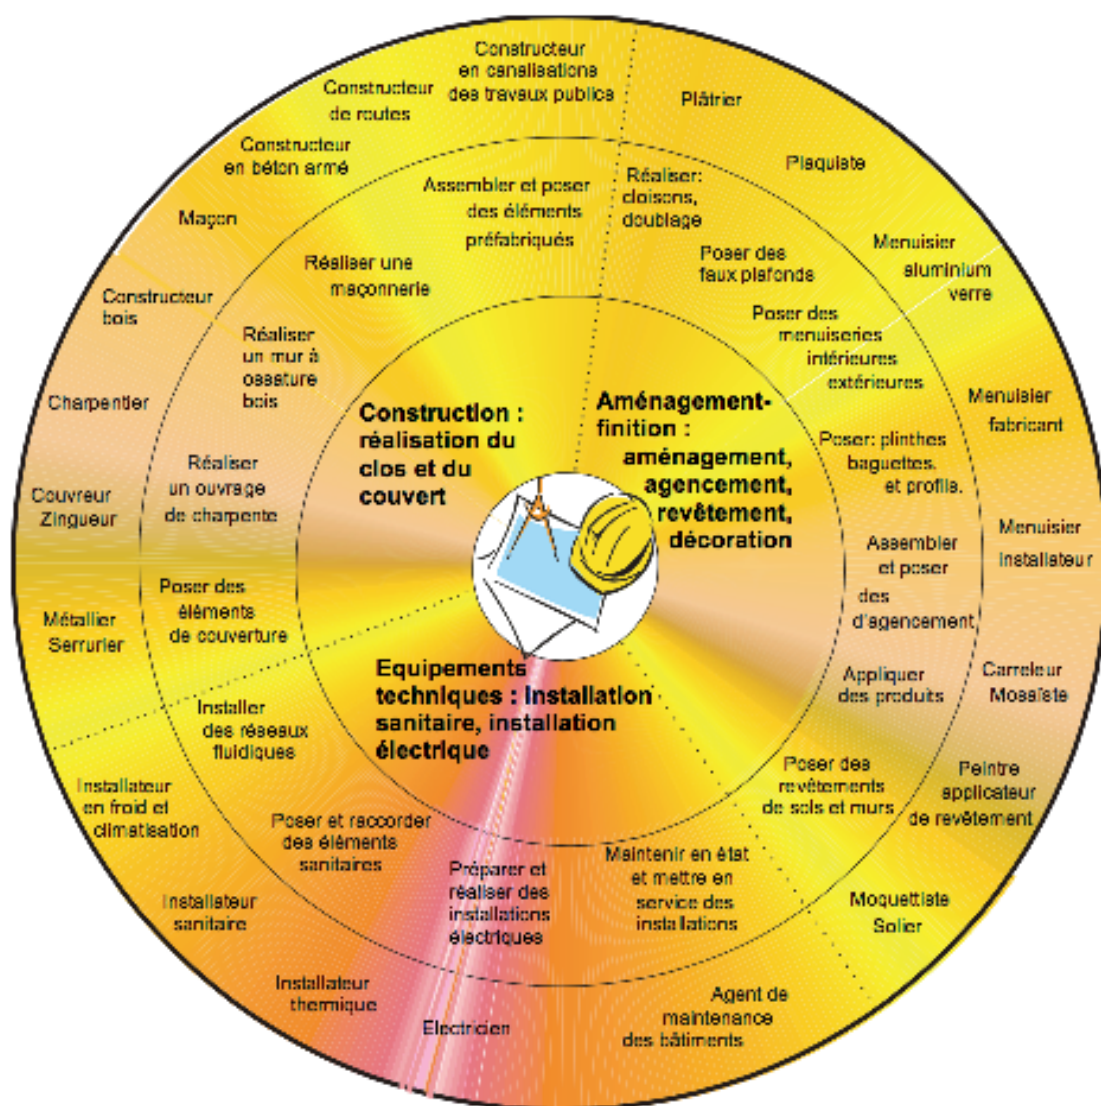 Constructeur
en canalisations
des travaux publics
Constructeur
de routes
Constructeur
en béton armé
Maçon
Constructeur
bois
Charpentier
Couvreur
Zingueur
Métallier
Serrurier
Plâtrier
Plaquiste
Menuisier
aluminium
verre
Menuisier
fabricant
Menuisier
installateur
Carreleur
Mosaïste
Peintre
applicateur
de revêtement
Moquettiste
Solier
Installateur
en froid et
climatisation
Installateur
sanitaire
Installateur
thermique
Electricien
Agent de
maintenance
des bâtiments
Assembler et poser
des éléments
préfabriqués
Réaliser une
maçonnerie
Réaliser
un mur à
ossature
bois
Réaliser
un ouvrage
de charpente
Poser des
éléments
de couverture
Réaliser:
cloisons,
doublage
Poser des
faux plafonds
Poser des
menuiseries
intérieures
extérieures
Poser: plinthes
baguettes.
et profils.
Assembler
et poser
des
d'agencement
Appliquer
des produits
Poser des
revêtements
de sols et murs
Installer
des réseaux
fluidiques
Poser et raccorder
des éléments
sanitaires
Préparer et
réaliser des
installations
électriques
Maintenir en état
et mettre en
service des
installations
Construction :
réalisation du
clos et du
couvert
Aménagement-
finition :
aménagement,
agencement,
revêtement,
décoration
Equipements
techniques : Installation
sanitaire, installation
électrique